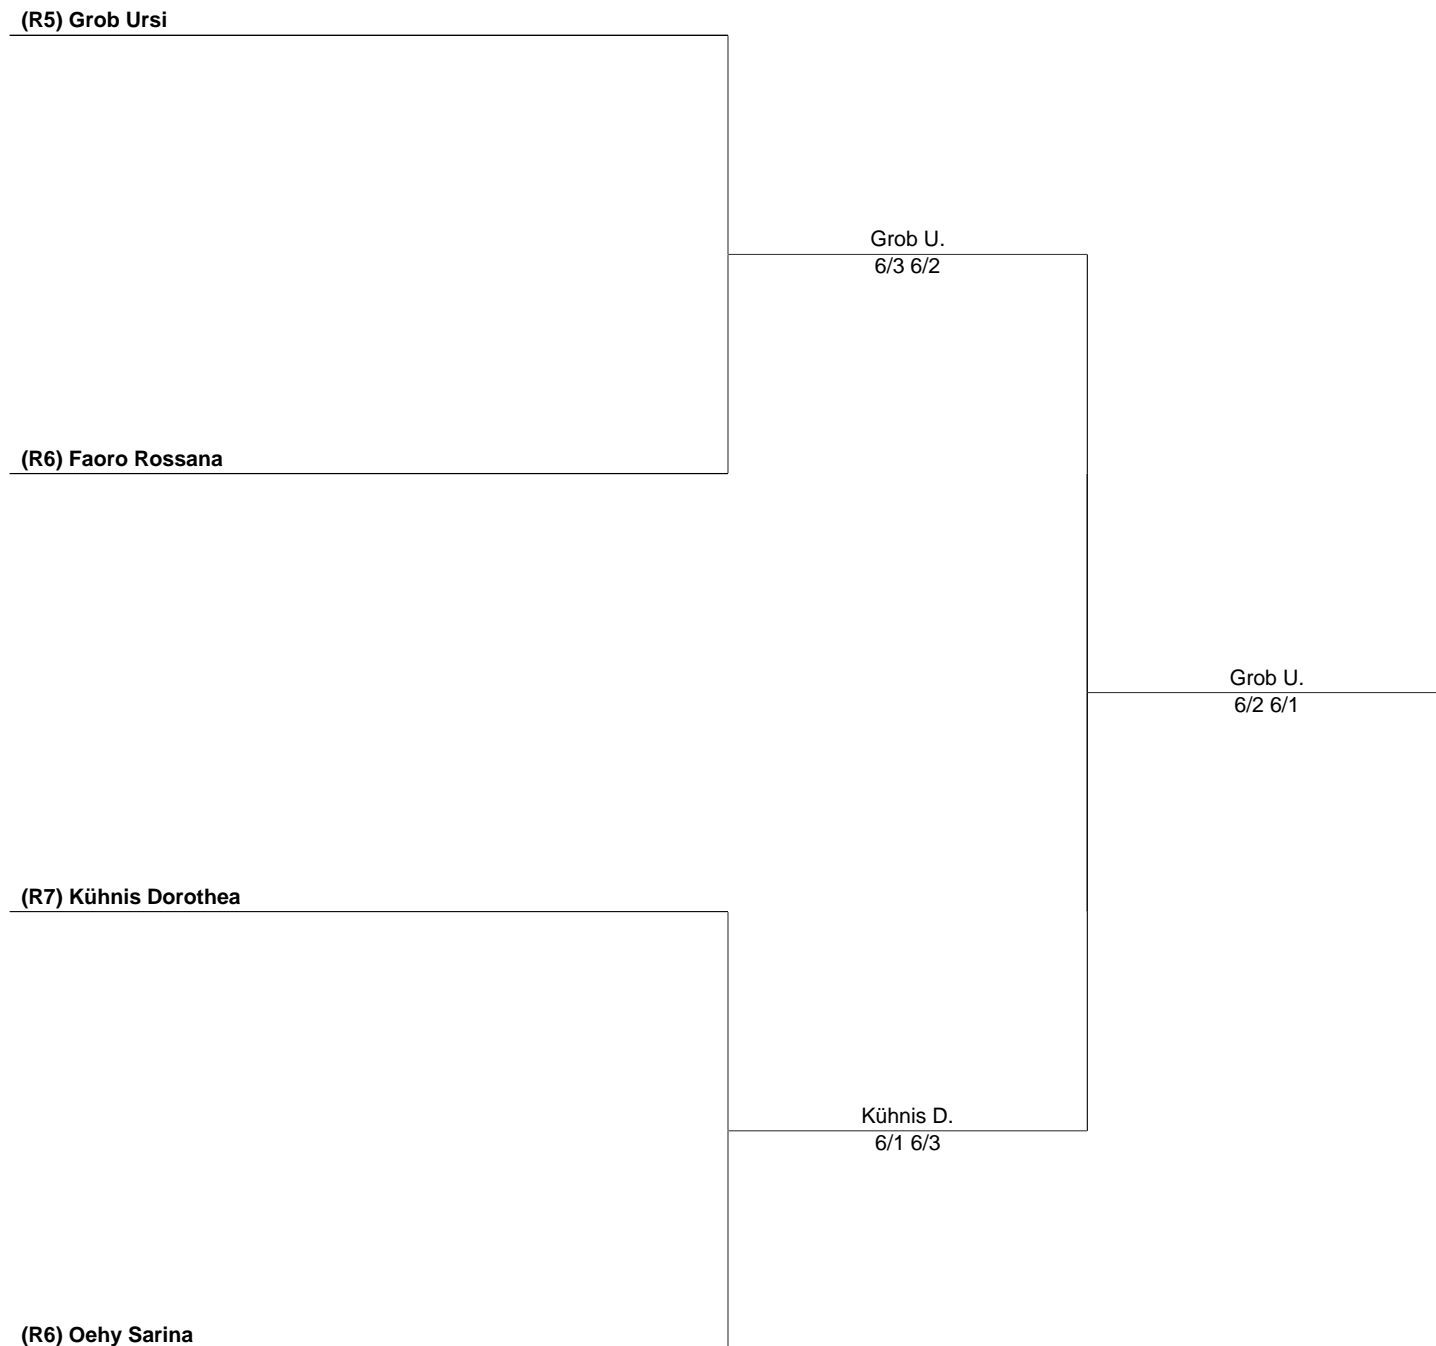 (R5) Grob Ursi
Grob U.
6/3 6/2
(R6) Faoro Rossana
Grob U.
6/2 6/1
(R7) Kühnis Dorothea
Kühnis D.
6/1 6/3
(R6) Oehy Sarina